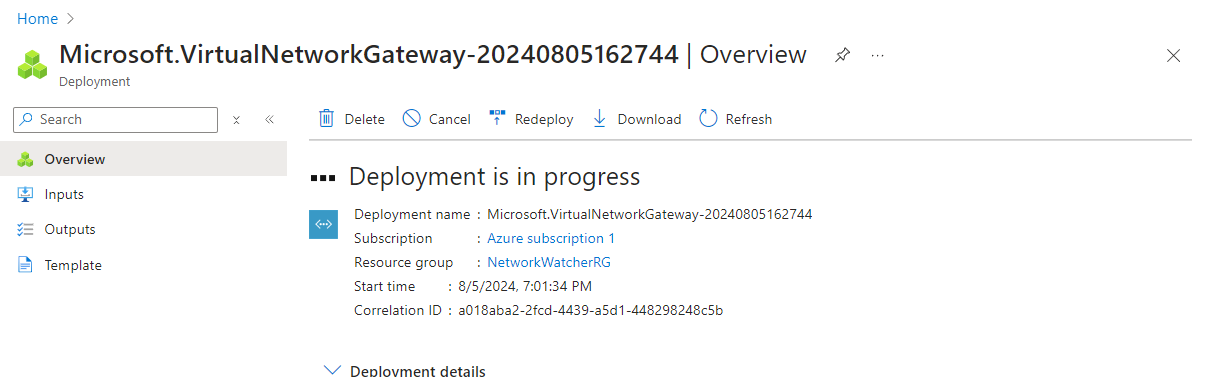 Home
Microsoft.VirtualNetworkGateway-20240805162744 | Overview
Deployment
Search
Delete Cancel Redeploy Download Refresh
Overview
Inputs
Outputs
Template
Deployment is in progress
Deployment name : Microsoft.VirtualNetworkGateway-20240805162744
Subscription : Azure subscription 1
Resource group : NetworkWatcherRG
Start time : 8/5/2024, 7:01:34 PM
Correlation ID : a018aba2-2fcd-4439-a5d1-448298248c5b
Deployment details